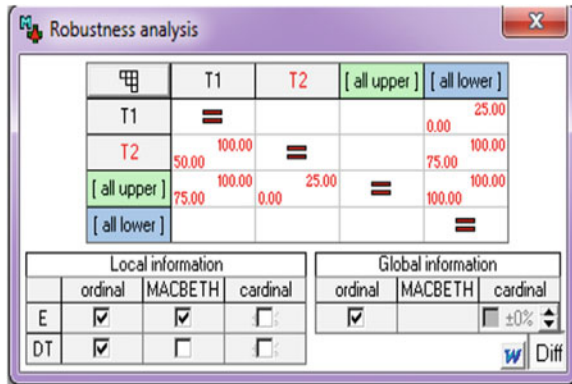 Robustness analysis
T1 T2 [ all upper ] [ all lower ]
T1 0.00 25.00
T2 50.00 100.00 75.00 100.00
[ all upper ] 75.00 100.00 0.00 25.00 100.00 100.00
[ all lower ]
Local information
ordinal MACBETH cardinal
E
DT
Global information
ordinal MACBETH cardinal
±0%
W Diff